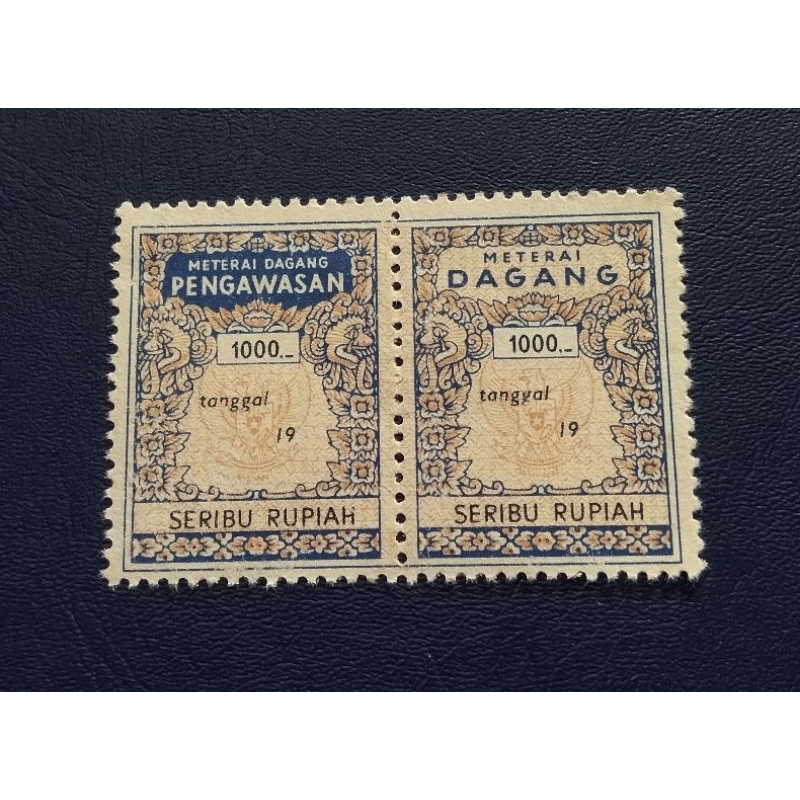 METERAI DAGANG
PENGAWASAN
1000.-
tanggal
19
SERIBU RUPIAH
METERAI
DAGANG
1000.-
tanggal
19
SERIBU RUPIAH